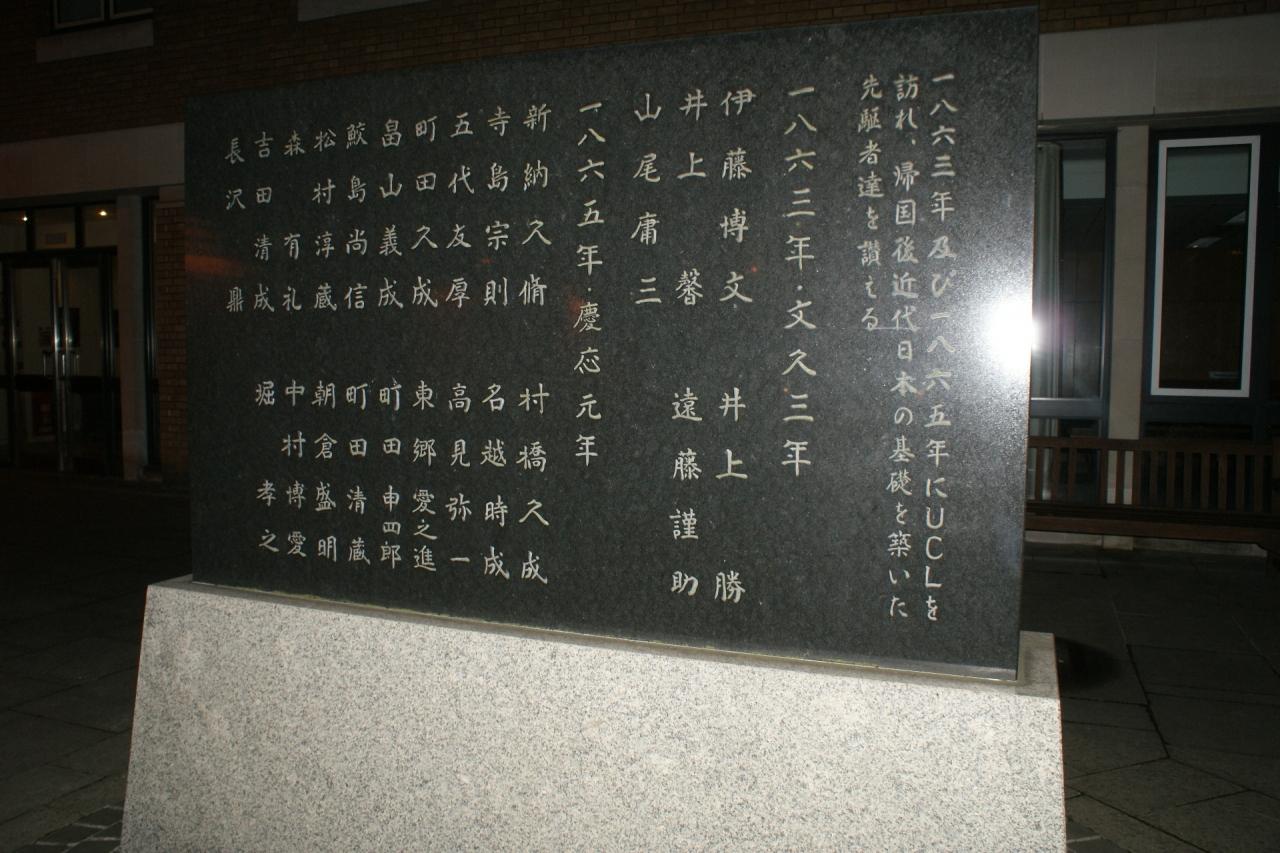 一八六三年及び一八六五年にUCLを
訪れ、帰国後近代日本の基礎を築いた
先駆者達を讃える
一八六三年・文久三年
伊藤博文 井上勝
井上馨 遠藤謹助
山尾庸三
一八六五年・慶応元年
新納久脩 村橋久成
寺島宗則 名越時成
五代友厚 高見弥一
町田久成 東郷愛之進
畠山義成 町田申四郎
鮫島尚信 町田清蔵
松村淳蔵 朝倉盛明
森有礼 中村博愛
吉田清成 堀孝之
長沢鼎